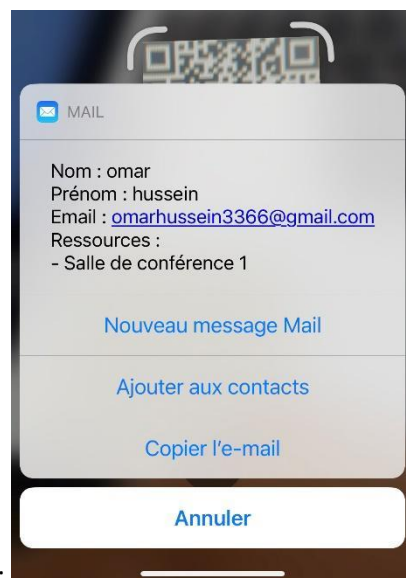 MAIL
Nom : omar
Prénom : hussein
Email : omarhussein3366@gmail.com
Ressources :
- Salle de conférence 1
Nouveau message Mail
Ajouter aux contacts
Copier l’e-mail
Annuler
.